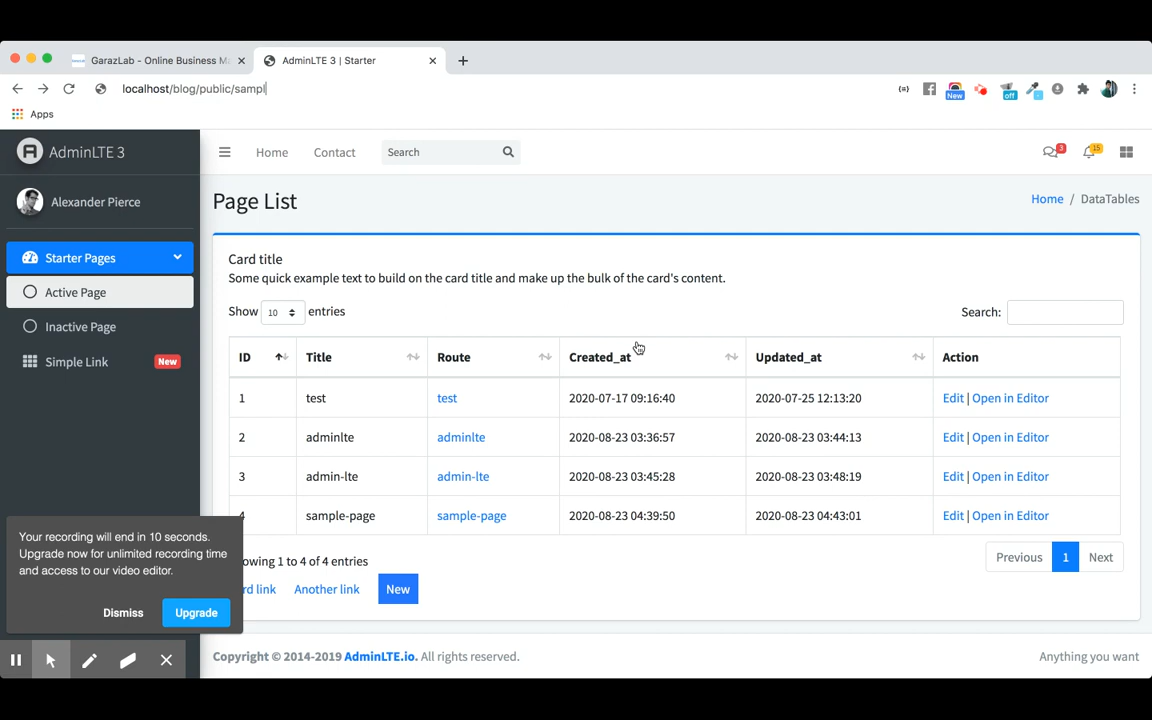 GarazLab - Online Business M
AdminLTE 3 | Starter
localhost/blog/public/sampl
New
off
Apps
AdminLTE 3
Home
Contact
Search
3
15
Alexander Pierce
Page List
Home / DataTables
Starter Pages
Active Page
Inactive Page
Simple Link
New
Card title
Some quick example text to build on the card title and make up the bulk of the card's content.
Show 10 entries
Search:
ID Title Route Created_at Updated_at Action
1 test test 2020-07-17 09:16:40 2020-07-25 12:13:20 Edit | Open in Editor
2 adminlte adminlte 2020-08-23 03:36:57 2020-08-23 03:44:13 Edit | Open in Editor
3 admin-lte admin-lte 2020-08-23 03:45:28 2020-08-23 03:48:19 Edit | Open in Editor
4 sample-page sample-page 2020-08-23 04:39:50 2020-08-23 04:43:01 Edit | Open in Editor
owing 1 to 4 of 4 entries
Previous 1 Next
rd link Another link New
Your recording will end in 10 seconds.
Upgrade now for unlimited recording time
and access to our video editor.
Dismiss Upgrade
Copyright © 2014-2019 AdminLTE.io. All rights reserved.
Anything you want